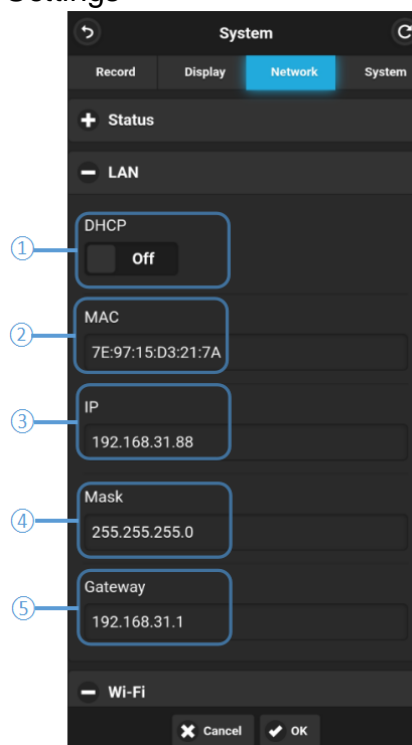 System
Record Display Network System
Status
LAN
① DHCP
Off
② MAC
7E:97:15:D3:21:7A
③ IP
192.168.31.88
④ Mask
255.255.255.0
⑤ Gateway
192.168.31.1
Wi-Fi
Cancel OK